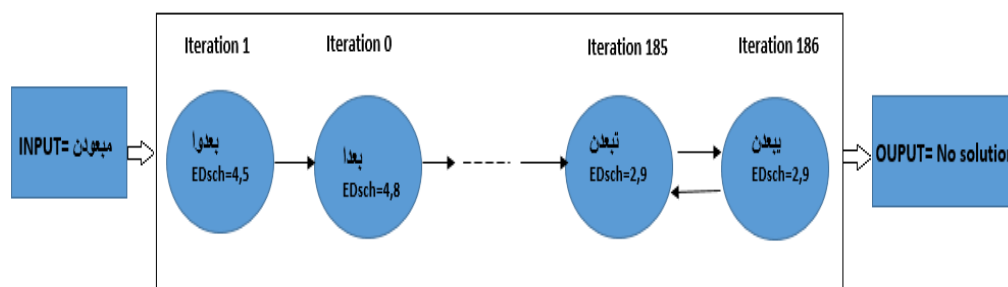 Iteration 1
Iteration 0
Iteration 185
Iteration 186
INPUT= مبعودن
بعدوا
EDsch=4,5
بعدا
EDsch=4,8
تبعدن
EDsch=2,9
يبعدن
EDsch=2,9
OUPUT= No solution